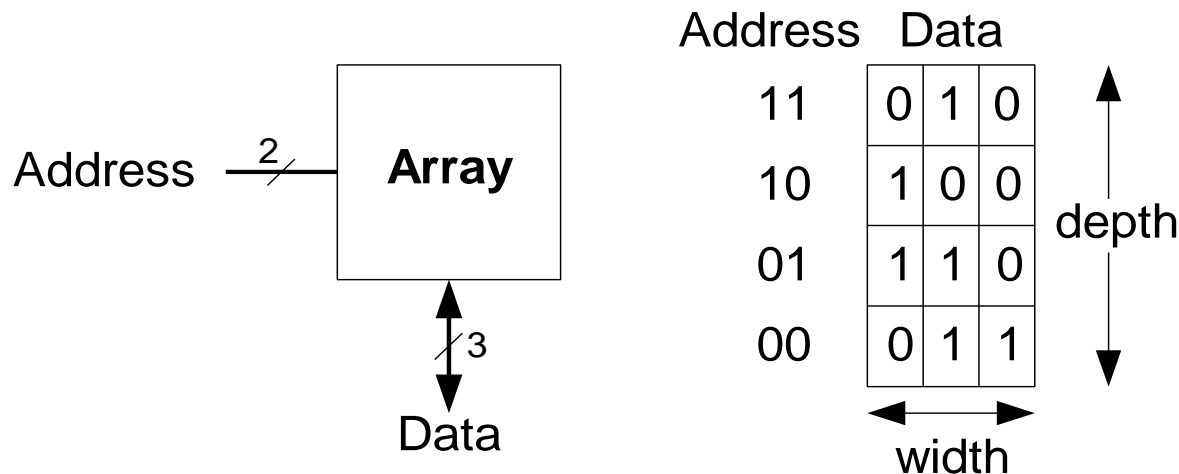 Address
2
Array
3
Data
Address Data
11 0 1 0
10 1 0 0
01 1 1 0
00 0 1 1
depth
width